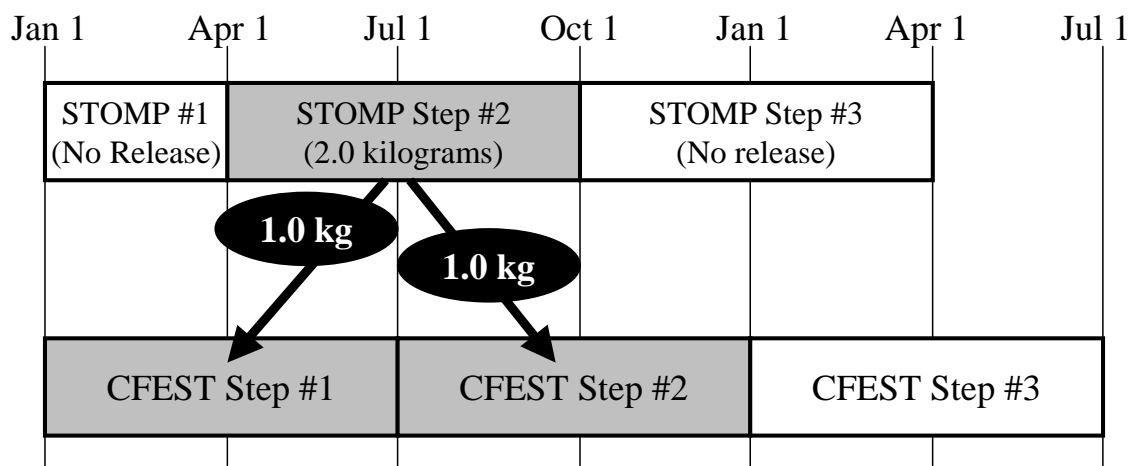 Jan 1 Apr 1 Jul 1 Oct 1 Jan 1 Apr 1 Jul 1
STOMP #1
(No Release)
STOMP Step #2
(2.0 kilograms)
STOMP Step #3
(No release)
1.0 kg
1.0 kg
CFEST Step #1
CFEST Step #2
CFEST Step #3